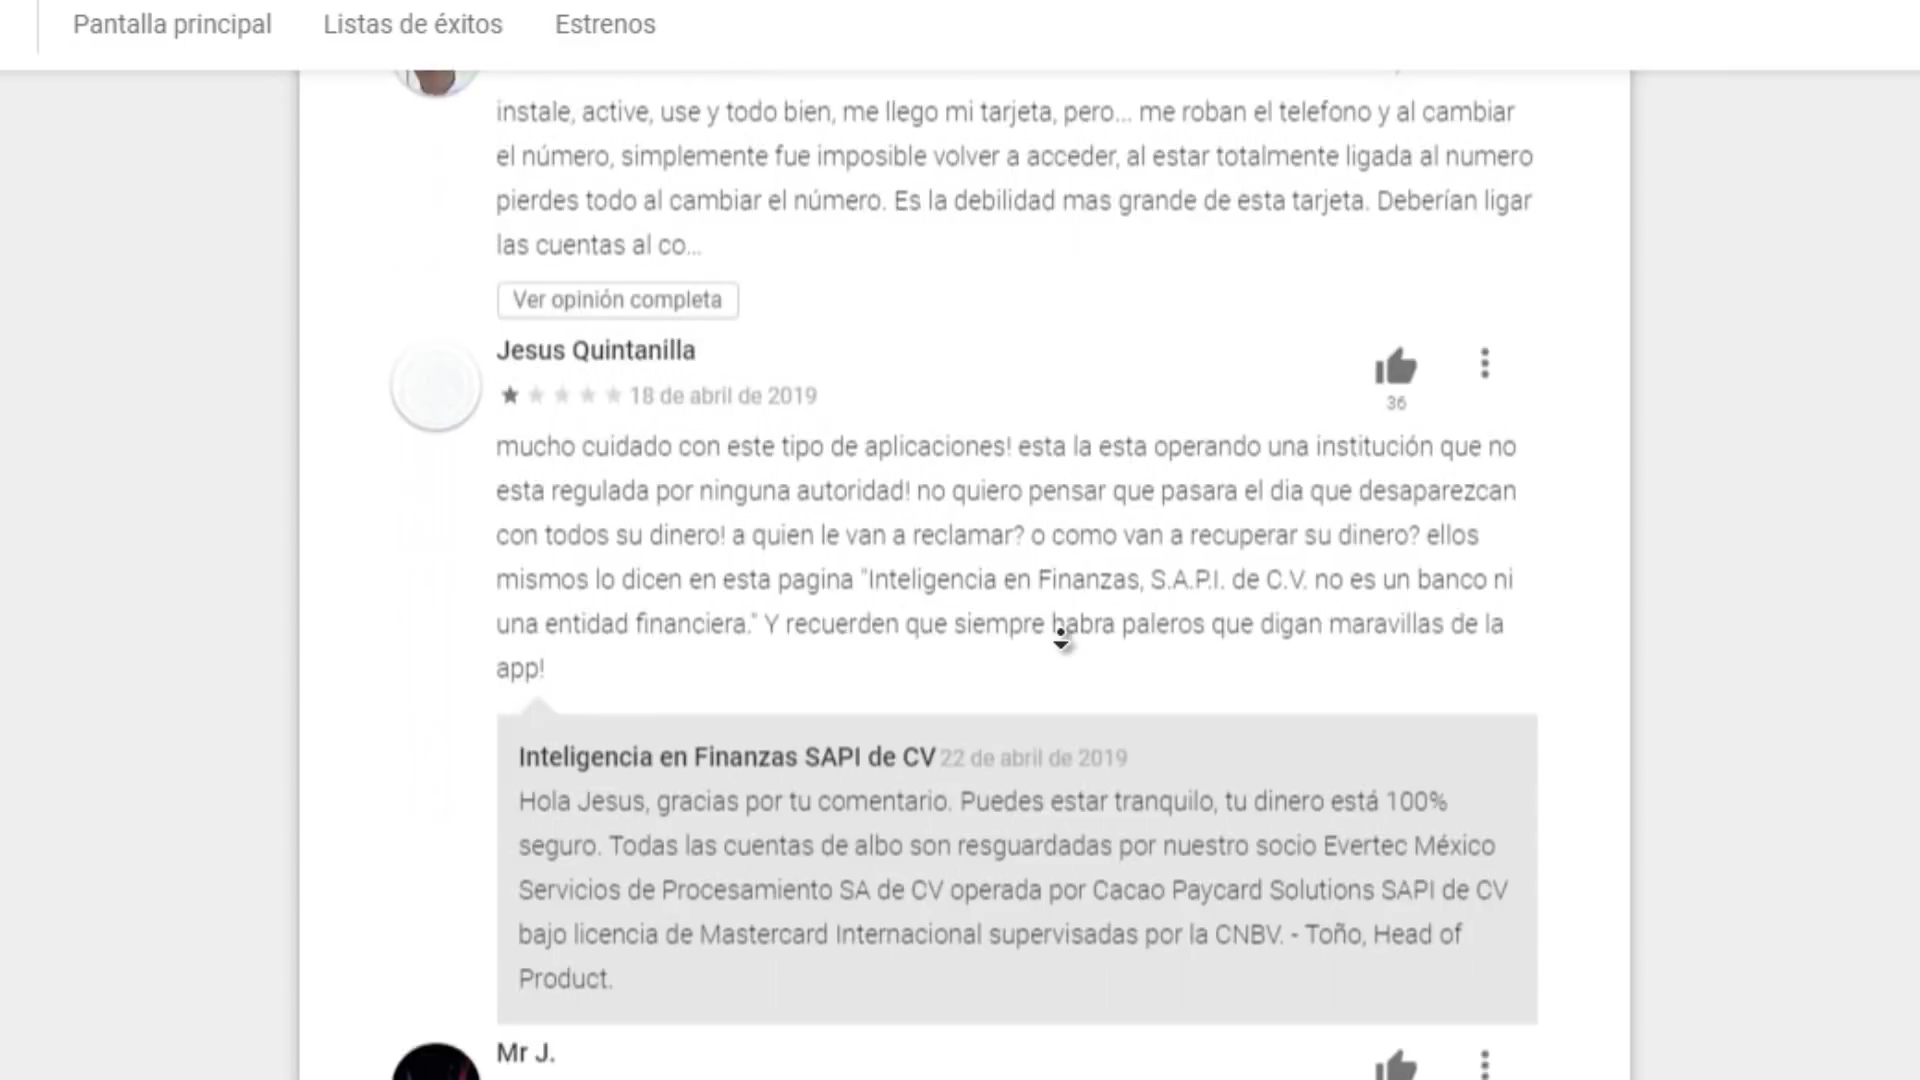 Pantalla principal
Listas de éxitos
Estrenos
instale, active, use y todo bien, me llego mi tarjeta, pero... me roban el telefono y al cambiar
el número, simplemente fue imposible volver a acceder, al estar totalmente ligada al numero
pierdes todo al cambiar el número. Es la debilidad mas grande de esta tarjeta. Deberían ligar
las cuentas al co...
Ver opinión completa
Jesus Quintanilla
18 de abril de 2019
36
mucho cuidado con este tipo de aplicaciones! esta la esta operando una institución que no
esta regulada por ninguna autoridad! no quiero pensar que pasara el dia que desaparezcan
con todos su dinero! a quien le van a reclamar? o como van a recuperar su dinero? ellos
mismos lo dicen en esta pagina "Inteligencia en Finanzas, S.A.P.I. de C.V. no es un banco ni
una entidad financiera." Y recuerden que siempre habra paleros que digan maravillas de la
app!
Inteligencia en Finanzas SAPI de CV 22 de abril de 2019
Hola Jesus, gracias por tu comentario. Puedes estar tranquilo, tu dinero está 100%
seguro. Todas las cuentas de albo son resguardadas por nuestro socio Evertec México
Servicios de Procesamiento SA de CV operada por Cacao Paycard Solutions SAPI de CV
bajo licencia de Mastercard Internacional supervisadas por la CNBV. - Toño, Head of
Product.
Mr J.